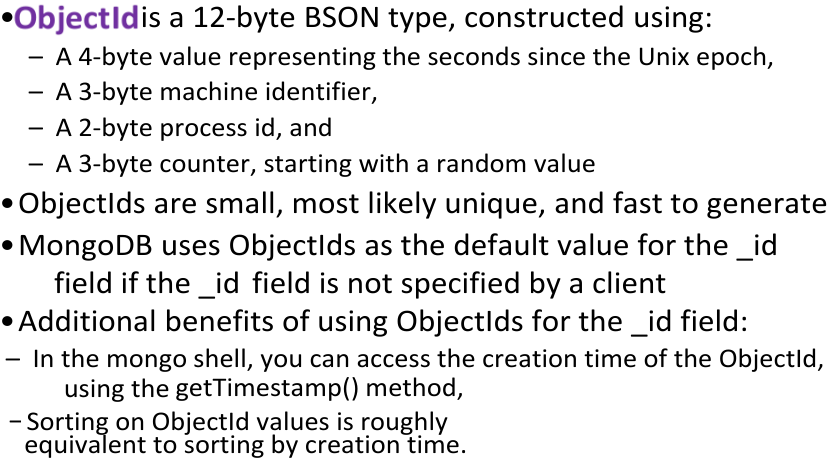 •ObjectId is a 12-byte BSON type, constructed using:
– A 4-byte value representing the seconds since the Unix epoch,
– A 3-byte machine identifier,
– A 2-byte process id, and
– A 3-byte counter, starting with a random value
•ObjectIds are small, most likely unique, and fast to generate
•MongoDB uses ObjectIds as the default value for the _id
field if the _id field is not specified by a client
•Additional benefits of using ObjectIds for the _id field:
– In the mongo shell, you can access the creation time of the ObjectId,
using the getTimestamp() method,
–Sorting on ObjectId values is roughly
equivalent to sorting by creation time.